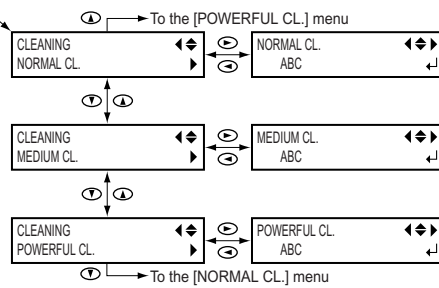 To the [POWERFUL CL.] menu
CLEANING
NORMAL CL.
NORMAL CL.
ABC
CLEANING
MEDIUM CL.
MEDIUM CL.
ABC
CLEANING
POWERFUL CL.
POWERFUL CL.
ABC
To the [NORMAL CL.] menu